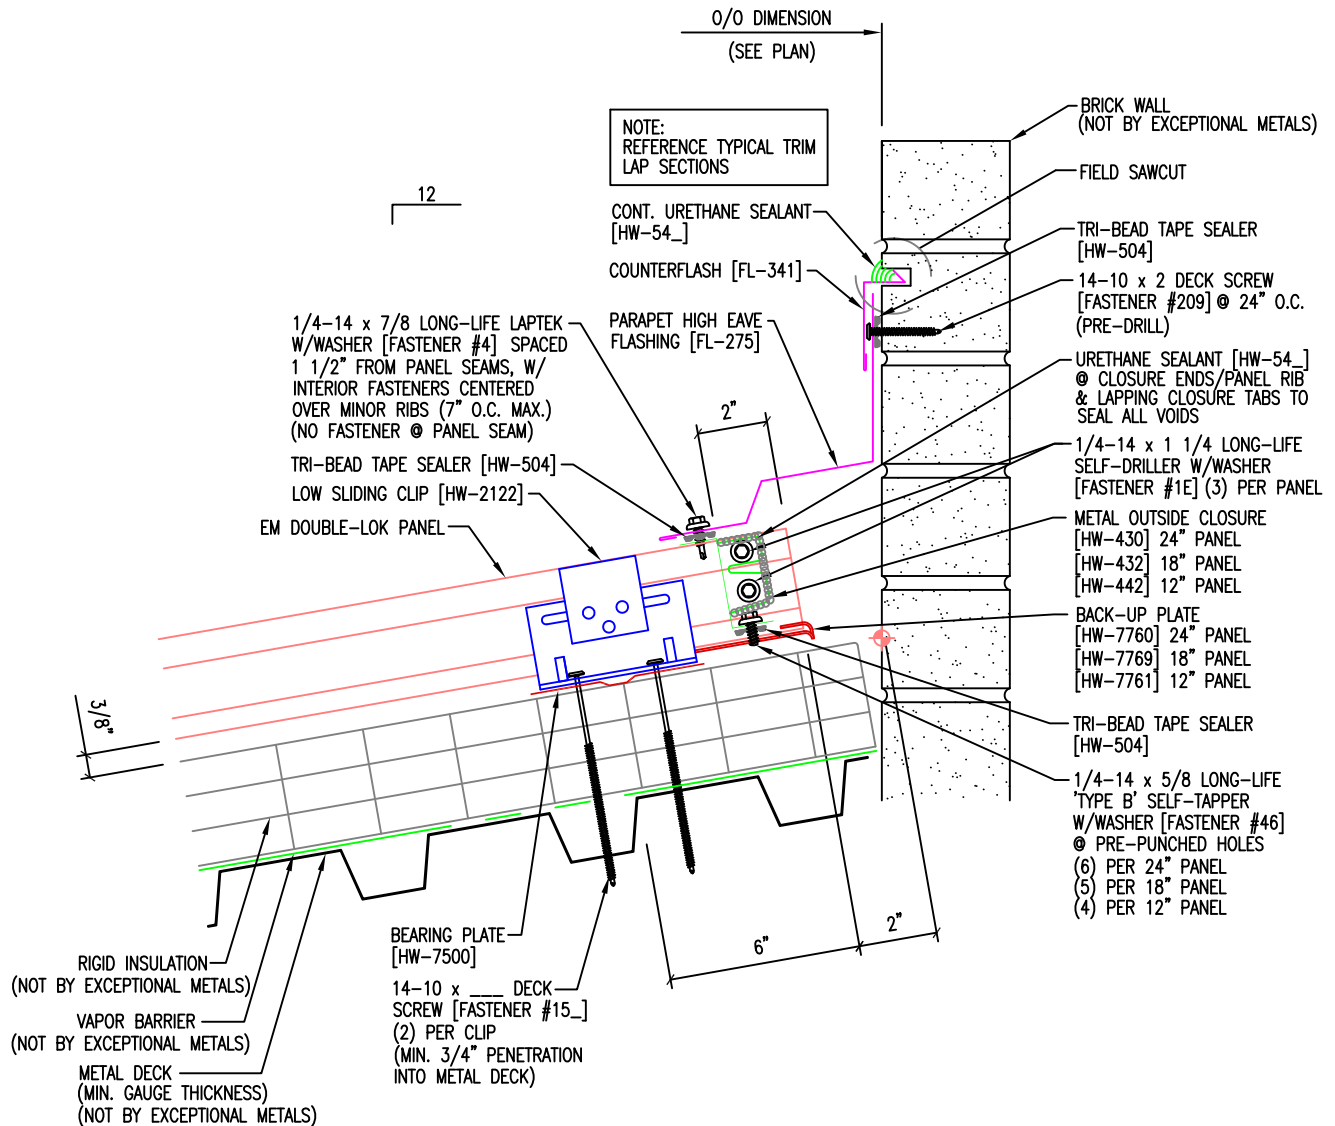 O/O DIMENSION
(SEE PLAN)
BRICK WALL
(NOT BY EXCEPTIONAL METALS)
NOTE:
REFERENCE TYPICAL TRIM
LAP SECTIONS
FIELD SAWCUT
12
CONT. URETHANE SEALANT
[HW-54_]
TRI-BEAD TAPE SEALER
[HW-504]
COUNTERFLASH [FL-341]
14-10 x 2 DECK SCREW
[FASTENER #209] @ 24" O.C.
(PRE-DRILL)
1/4-14 x 7/8 LONG-LIFE LAPTEK
W/WASHER [FASTENER #4] SPACED
1 1/2" FROM PANEL SEAMS, W/
INTERIOR FASTENERS CENTERED
OVER MINOR RIBS (7" O.C. MAX.)
(NO FASTENER @ PANEL SEAM)
PARAPET HIGH EAVE
FLASHING [FL-275]
URETHANE SEALANT [HW-54_]
@ CLOSURE ENDS/PANEL RIB
& LAPPING CLOSURE TABS TO
SEAL ALL VOIDS
2"
1/4-14 x 1 1/4 LONG-LIFE
SELF-DRILLER W/WASHER
[FASTENER #1E] (3) PER PANEL
TRI-BEAD TAPE SEALER [HW-504]
LOW SLIDING CLIP [HW-2122]
EM DOUBLE-LOK PANEL
METAL OUTSIDE CLOSURE
[HW-430] 24" PANEL
[HW-432] 18" PANEL
[HW-442] 12" PANEL
BACK-UP PLATE
[HW-7760] 24" PANEL
[HW-7769] 18" PANEL
[HW-7761] 12" PANEL
3/8"
TRI-BEAD TAPE SEALER
[HW-504]
1/4-14 x 5/8 LONG-LIFE
'TYPE B' SELF-TAPPER
W/WASHER [FASTENER #46]
@ PRE-PUNCHED HOLES
(6) PER 24" PANEL
(5) PER 18" PANEL
(4) PER 12" PANEL
6"
2"
BEARING PLATE
[HW-7500]
14-10 x ___ DECK
SCREW [FASTENER #15_]
(2) PER CLIP
(MIN. 3/4" PENETRATION
INTO METAL DECK)
RIGID INSULATION
(NOT BY EXCEPTIONAL METALS)
VAPOR BARRIER
(NOT BY EXCEPTIONAL METALS)
METAL DECK
(MIN. GAUGE THICKNESS)
(NOT BY EXCEPTIONAL METALS)